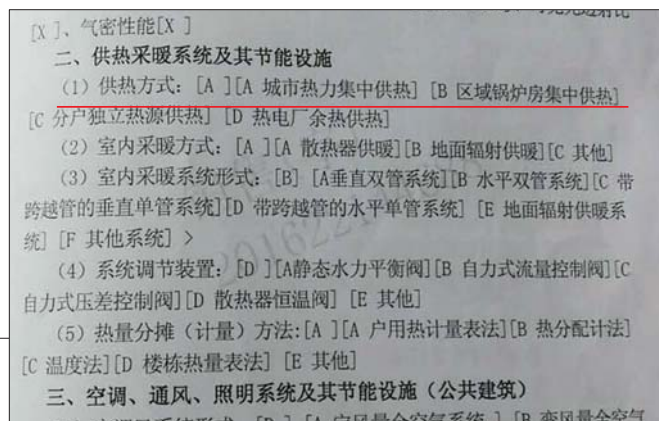 [X ]、气密性能[X ]
二、供热采暖系统及其节能设施
（1）供热方式：[A ][A 城市热力集中供热] [B 区域锅炉房集中供热]
[C 分户独立热源供热] [D 热电厂余热供热]
（2）室内采暖方式：[A ][A 散热器供暖][B 地面辐射供暖][C 其他]
（3）室内采暖系统形式：[B] [A垂直双管系统][B 水平双管系统][C 带
跨越管的垂直单管系统][D 带跨越管的水平单管系统] [E 地面辐射供暖系
统] [F 其他系统] >
（4）系统调节装置：[D ][A静态水力平衡阀][B 自力式流量控制阀][C
自力式压差控制阀][D 散热器恒温阀] [E 其他]
（5）热量分摊（计量）方法:[A ][A 户用热计量表法][B 热分配计法]
[C 温度法][D 楼栋热量表法] [E 其他]
三、空调、通风、照明系统及其节能设施（公共建筑）